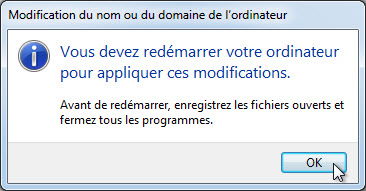 Modification du nom ou du domaine de l'ordinateur
Vous devez redémarrer votre ordinateur
pour appliquer ces modifications.
Avant de redémarrer, enregistrez les fichiers ouverts et
fermez tous les programmes.
OK